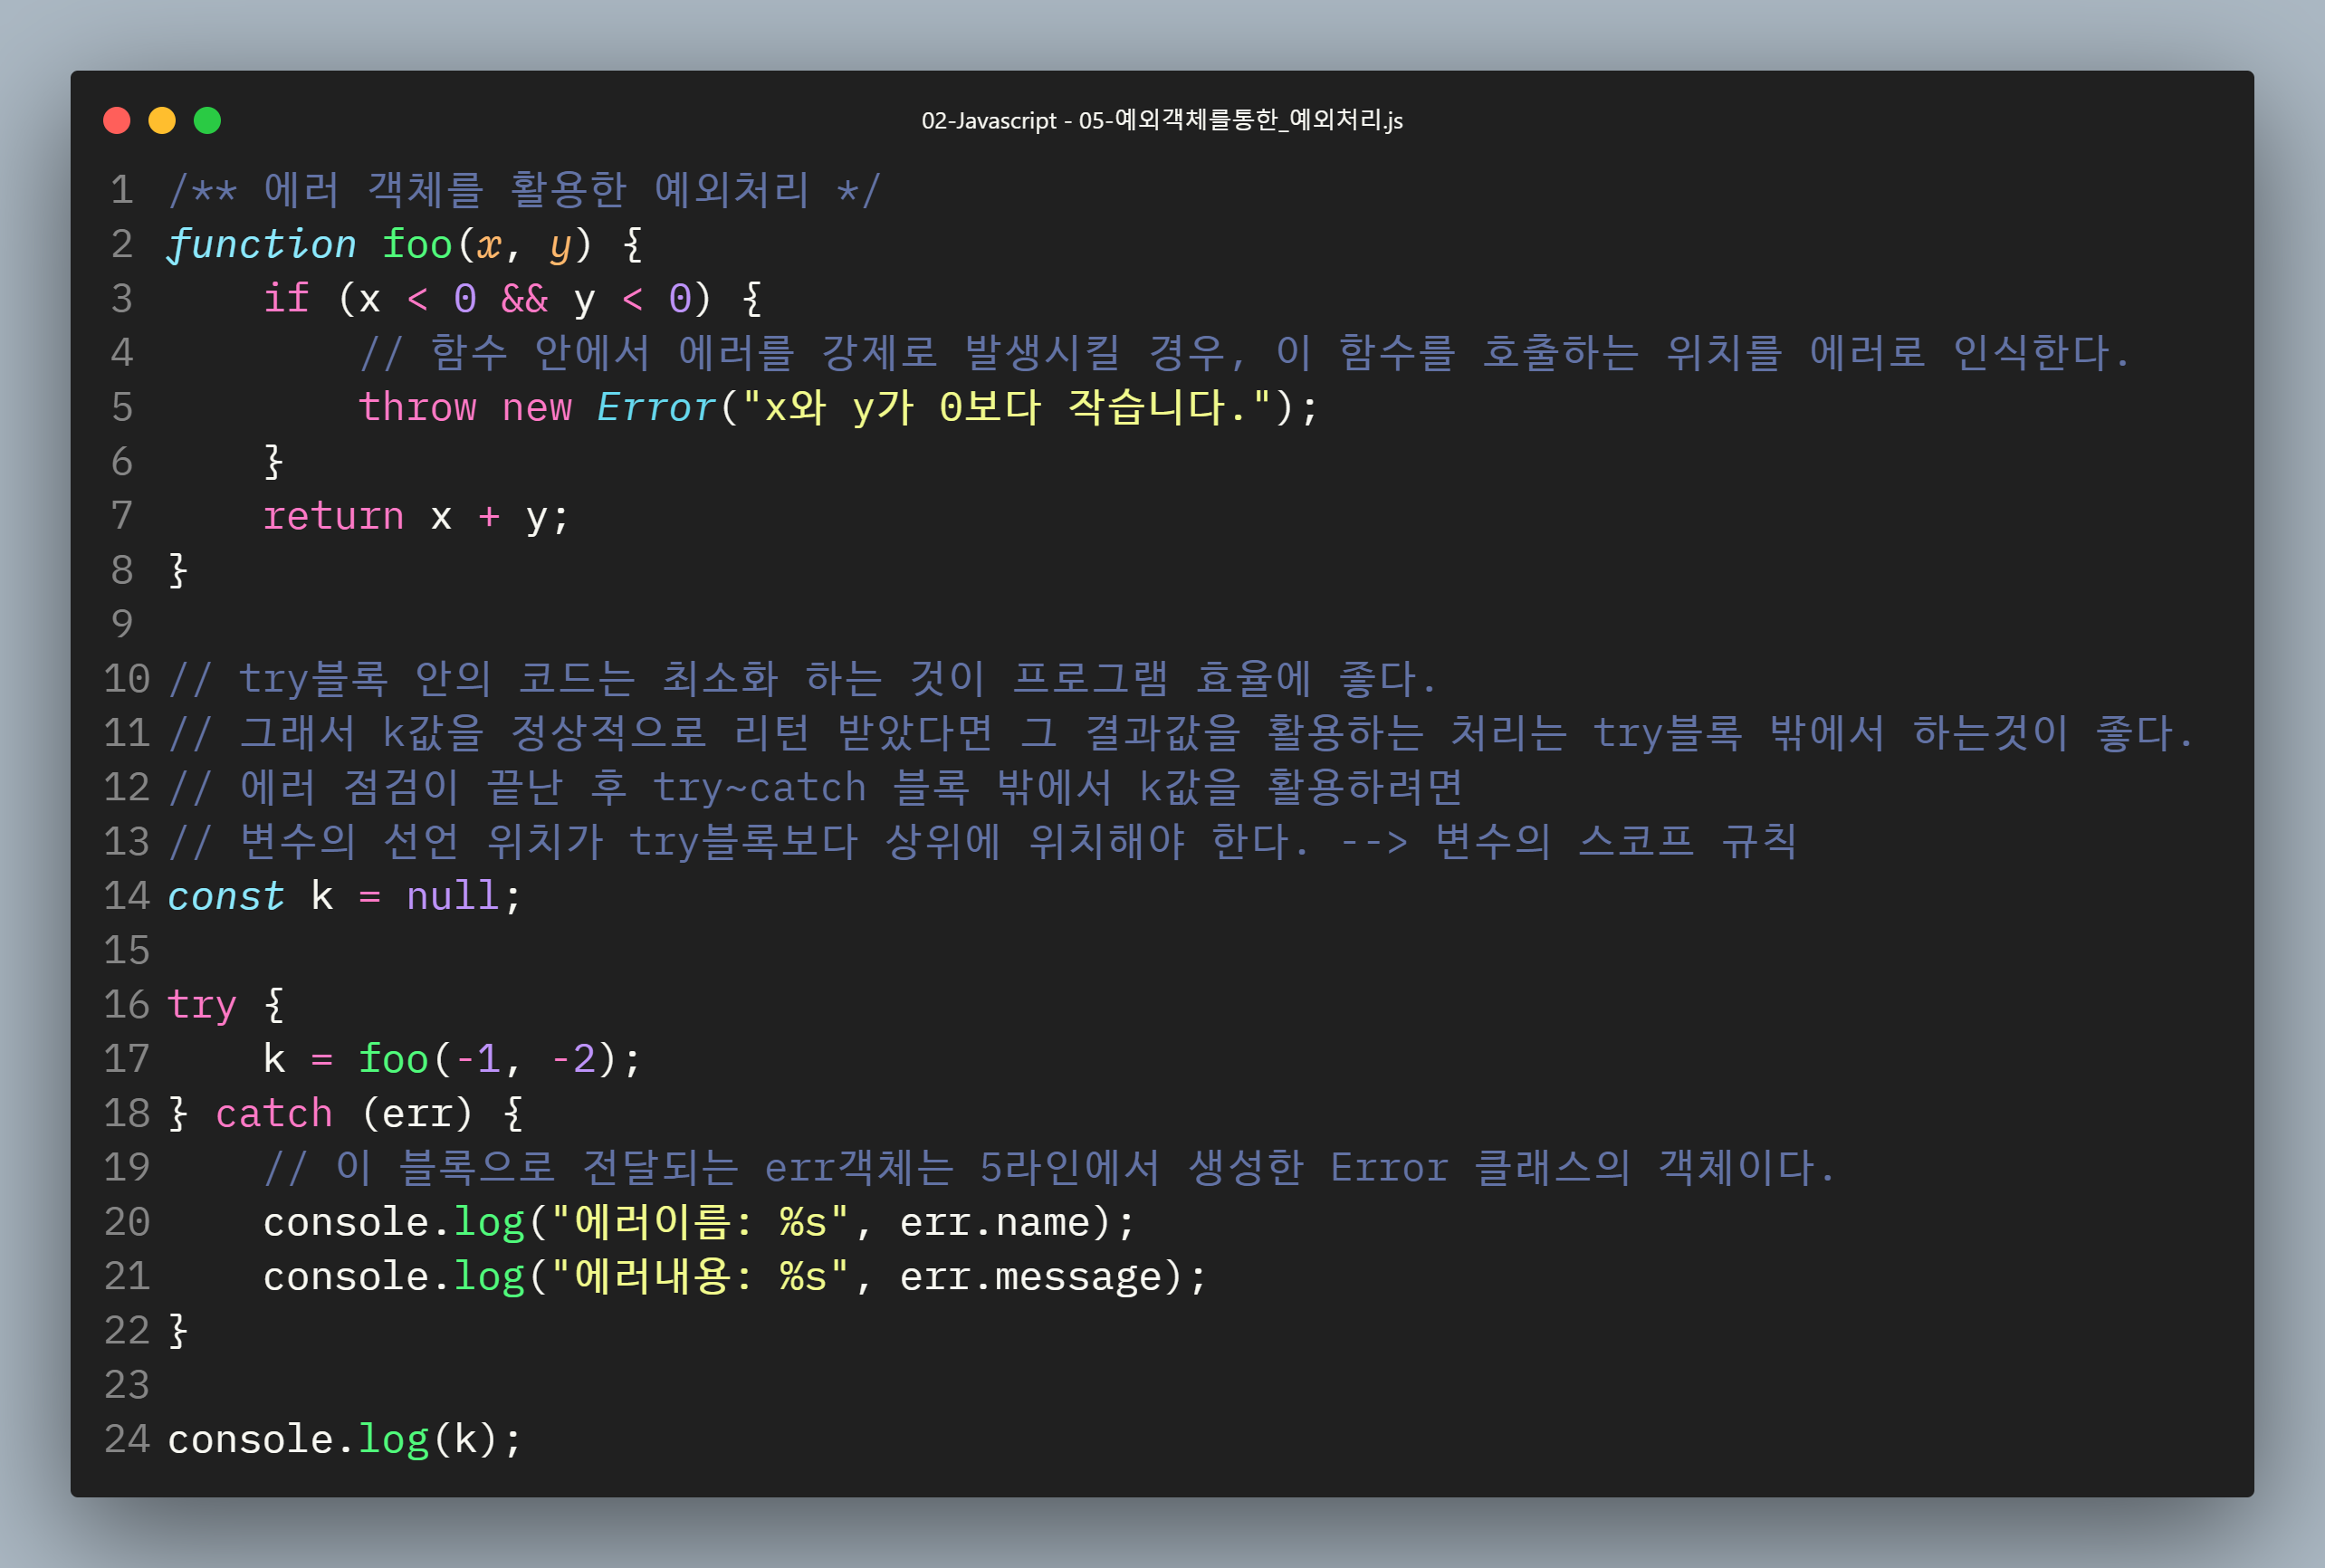 02-Javascript - 05-예외객체를통한_예외처리.js
1 /** 에러 객체를 활용한 예외처리 */
2 function foo(x, y) {
3     if (x < 0 && y < 0) {
4         // 함수 안에서 에러를 강제로 발생시킬 경우, 이 함수를 호출하는 위치를 에러로 인식한다.
5         throw new Error("x와 y가 0보다 작습니다.");
6     }
7     return x + y;
8 }
9
10 // try블록 안의 코드는 최소화 하는 것이 프로그램 효율에 좋다.
11 // 그래서 k값을 정상적으로 리턴 받았다면 그 결과값을 활용하는 처리는 try블록 밖에서 하는것이 좋다.
12 // 에러 점검이 끝난 후 try~catch 블록 밖에서 k값을 활용하려면
13 // 변수의 선언 위치가 try블록보다 상위에 위치해야 한다. --> 변수의 스코프 규칙
14 const k = null;
15
16 try {
17     k = foo(-1, -2);
18 } catch (err) {
19     // 이 블록으로 전달되는 err객체는 5라인에서 생성한 Error 클래스의 객체이다.
20     console.log("에러이름: %s", err.name);
21     console.log("에러내용: %s", err.message);
22 }
23
24 console.log(k);